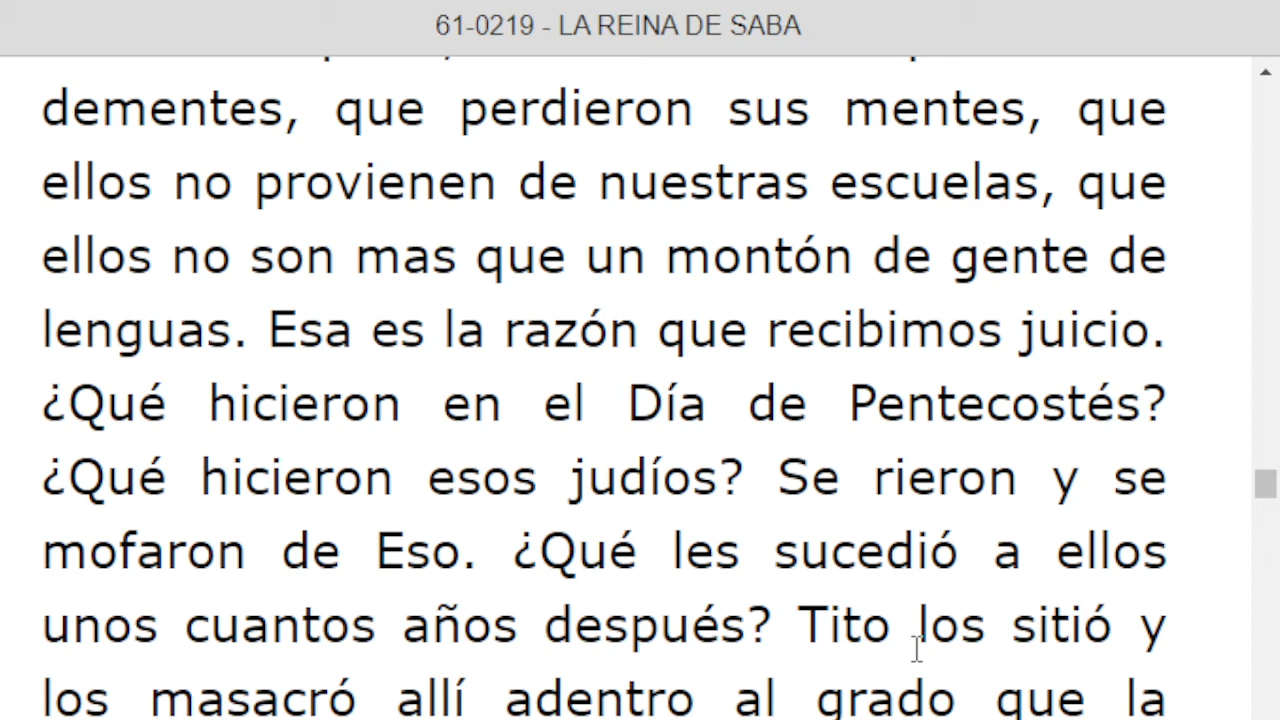 61-0219 - LA REINA DE SABA
dementes, que perdieron sus mentes, que
ellos no provienen de nuestras escuelas, que
ellos no son mas que un montón de gente de
lenguas. Esa es la razón que recibimos juicio.
¿Qué hicieron en el Día de Pentecostés?
¿Qué hicieron esos judíos? Se rieron y se
mofaron de Eso. ¿Qué les sucedió a ellos
unos cuantos años después? Tito los sitió y
los masacró allí adentro al grado que la